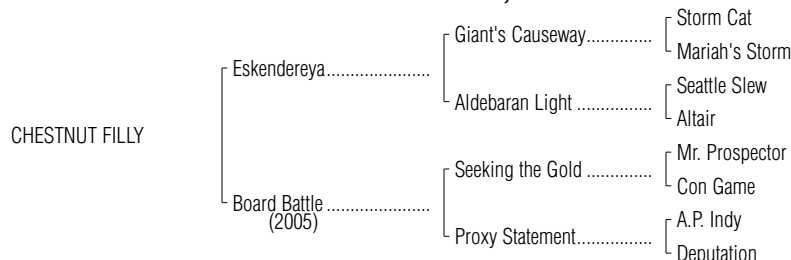 Storm Cat
Giant's Causeway..............
Mariah's Storm
Eskendereya......................
Seattle Slew
Aldebaran Light ................
Altair
CHESTNUT FILLY
Mr. Prospector
Seeking the Gold ..............
Con Game
Board Battle ......................
(2005)
A.P. Indy
Proxy Statement................
Deputation